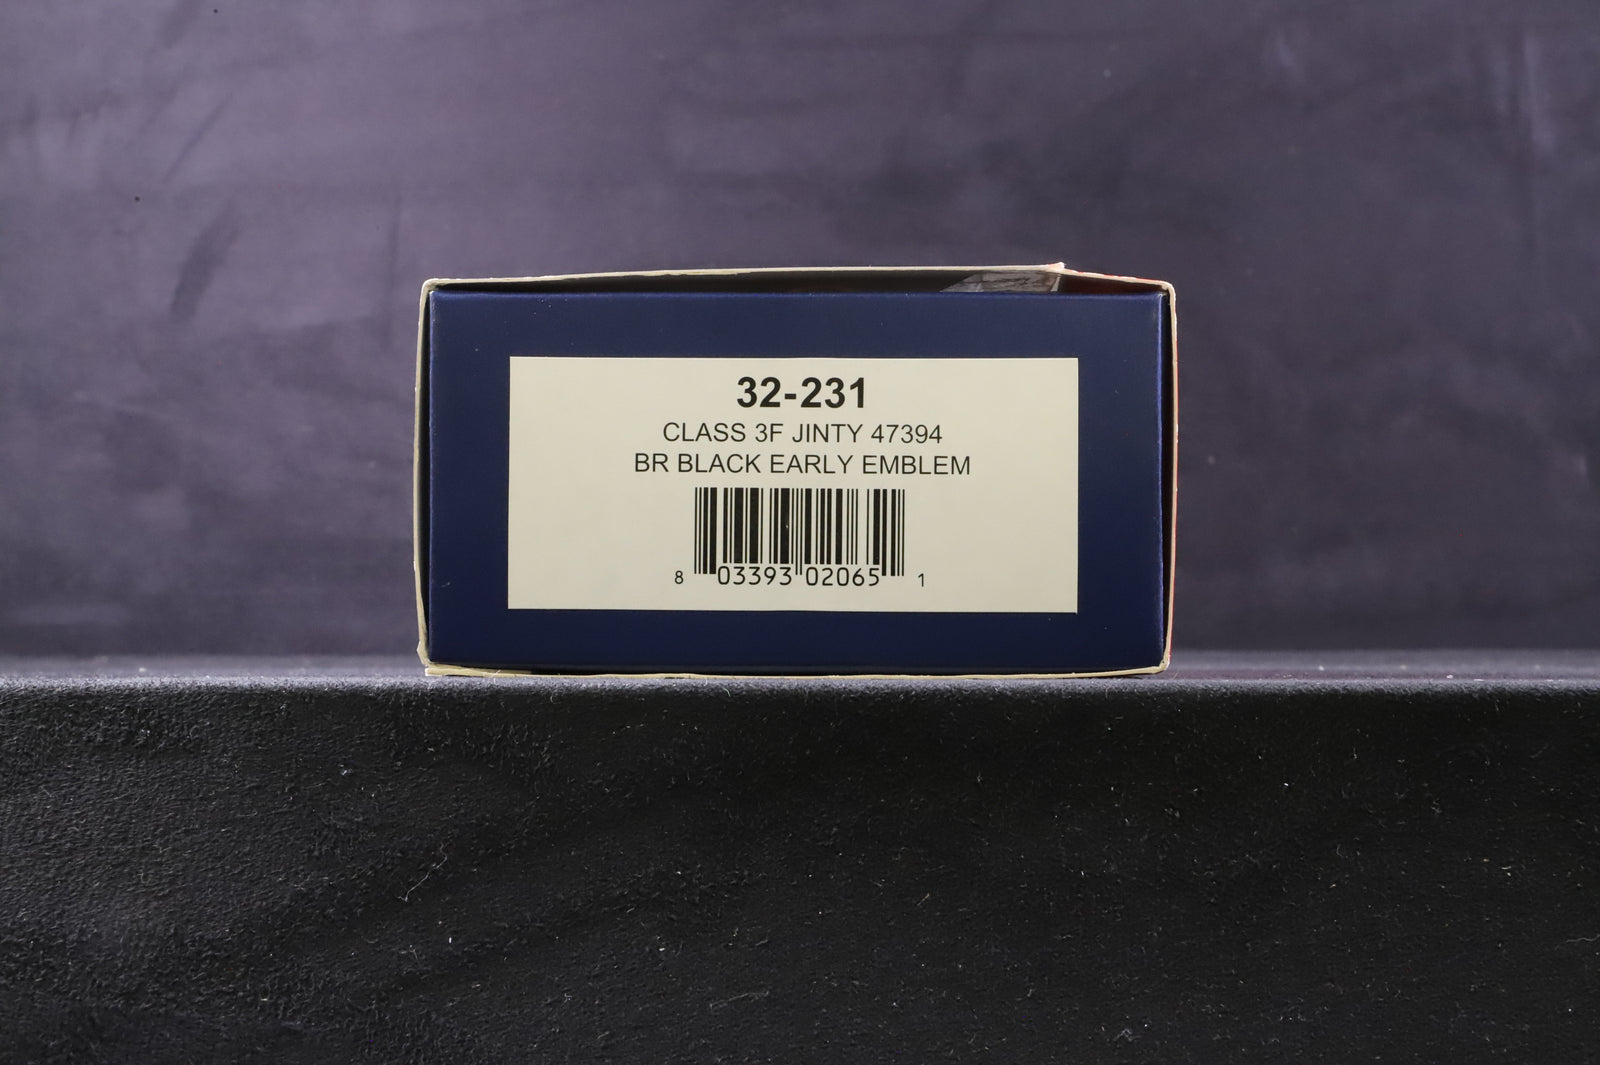 32-231
CLASS 3F JINTY 47394
BR BLACK EARLY EMBLEM
8 03393 02065 1